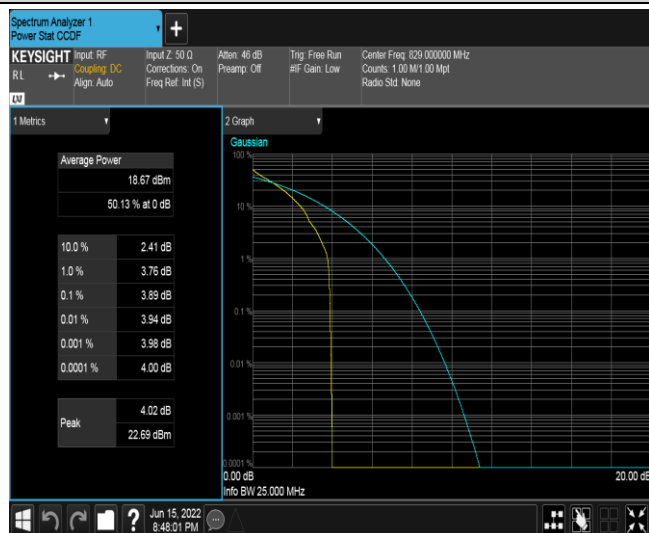 Spectrum Analyzer 1
Power Stat CCDF
+
KEYSIGHT
RL
LXI
Input: RF
Coupling: DC
Align: Auto
Input Z: 50 Ω
Corrections: On
Freq Ref: Int (S)
Atten: 46 dB
Preamp: Off
Trig: Free Run
#IF Gain: Low
Center Freq: 829.000000 MHz
Counts: 1.00 M/1.00 Mpt
Radio Std: None
1 Metrics
Average Power
18.67 dBm
50.13 % at 0 dB
10.0 % 2.41 dB
1.0 % 3.76 dB
0.1 % 3.89 dB
0.01 % 3.94 dB
0.001 % 3.98 dB
0.0001 % 4.00 dB
Peak
4.02 dB
22.69 dBm
2 Graph
Gaussian
100 %
10 %
1 %
0.1 %
0.01 %
0.001 %
0.0001 %
0.00 dB
20.00 dB
Info BW 25.000 MHz
?
Jun 15, 2022
8:48:01 PM